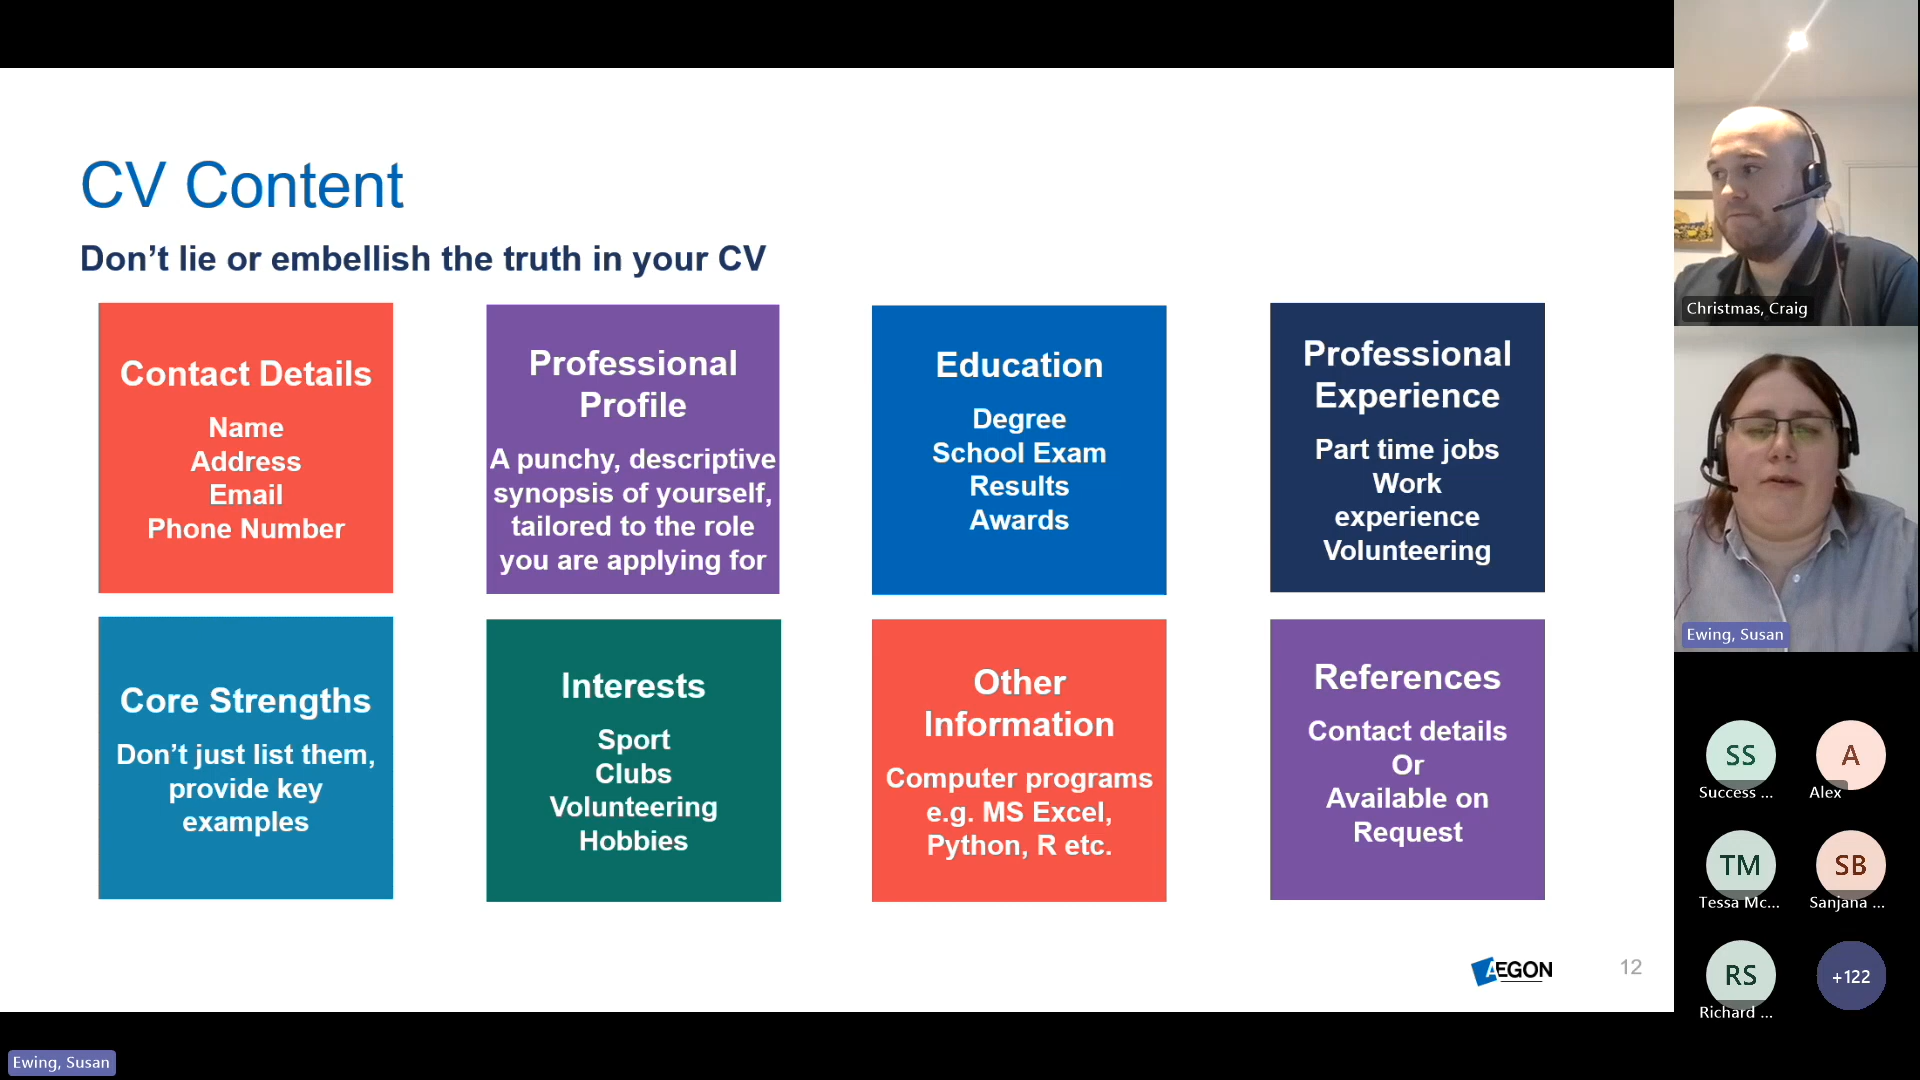 CV Content
Don't lie or embellish the truth in your CV
Contact Details
Name
Address
Email
Phone Number
Professional
Profile
A punchy, descriptive
synopsis of yourself,
tailored to the role
you are applying for
Education
Degree
School Exam
Results
Awards
Professional
Experience
Part time jobs
Work
experience
Volunteering
Core Strengths
Don't just list them,
provide key
examples
Interests
Sport
Clubs
Volunteering
Hobbies
Other
Information
Computer programs
e.g. MS Excel,
Python, R etc.
References
Contact details
Or
Available on
Request
AEGON
12
Christmas, Craig
Ewing, Susan
SS
Success ...
A
Alex
TM
Tessa Mc...
SB
Sanjana ...
RS
Richard ...
+122
Ewing, Susan